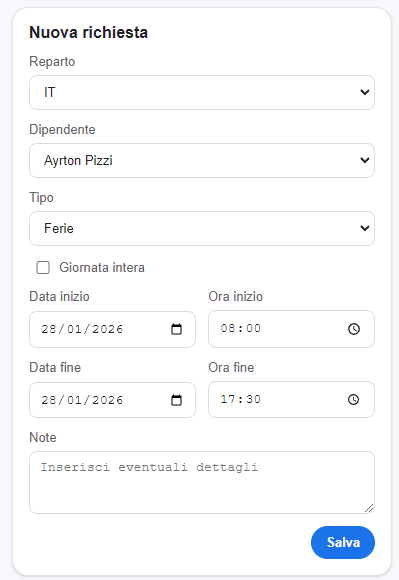 Nuova richiesta
Reparto
IT
Dipendente
Ayrton Pizzi
Tipo
Ferie
Giornata intera
Data inizio Ora inizio
28/01/2026 08:00
Data fine Ora fine
28/01/2026 17:30
Note
Inserisci eventuali dettagli
Salva